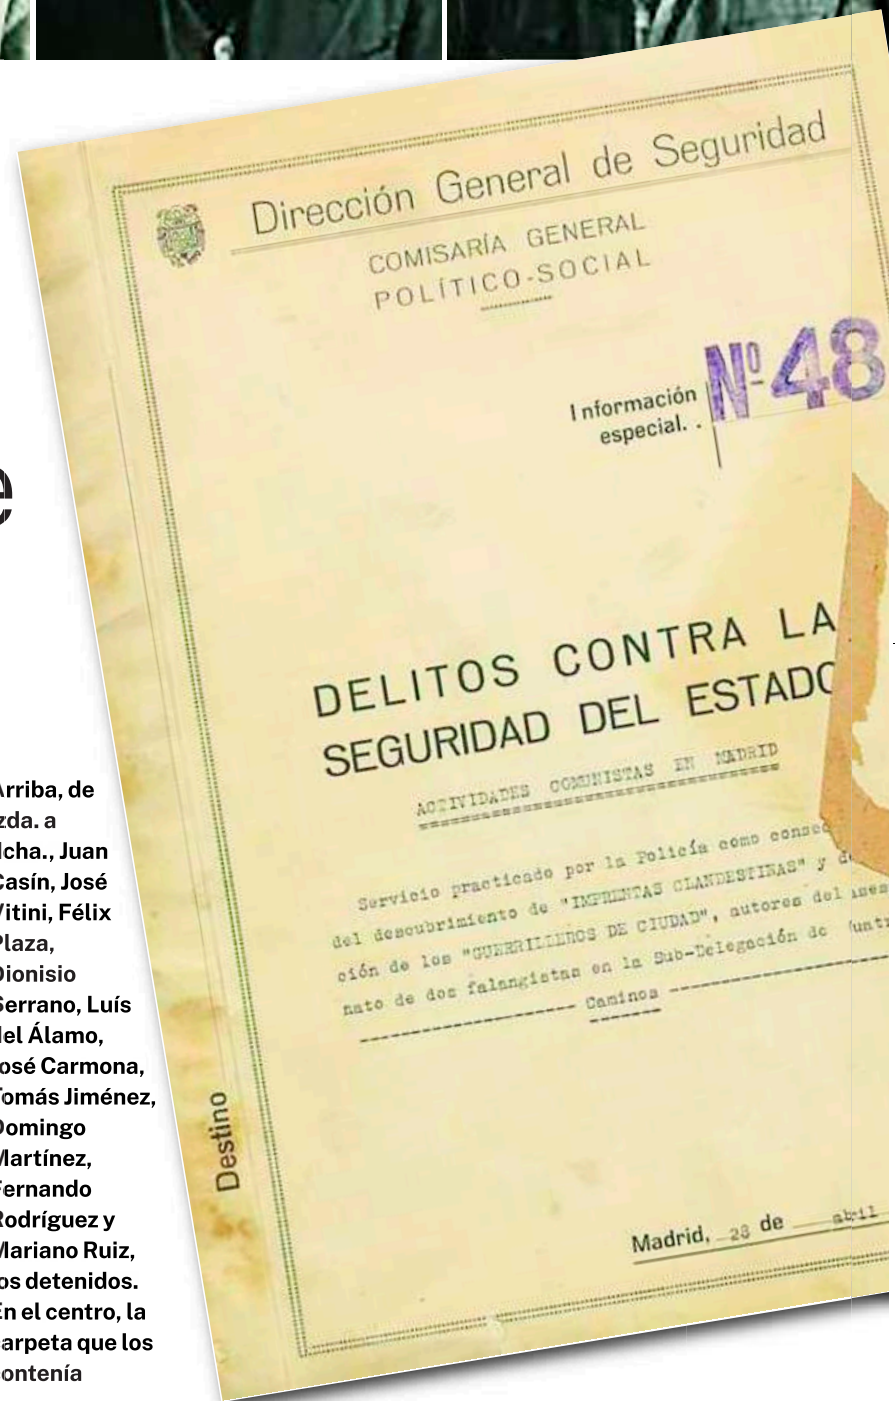 Dirección General de Seguridad
COMISARÍA GENERAL
POLÍTICO-SOCIAL
Información
especial. .
Nº 48
DELITOS CONTRA LA
SEGURIDAD DEL ESTADO
ACTIVIDADES COMUNISTAS EN MADRID
Servicio practicado por la Policía como
del descubrimiento de "IMPRENTAS CLANDESTINAS" y
ción de los "GUERRILLEROS DE CIUDAD", autores del
nato de dos falangistas en la Sub-Delegación de
Caminos
Destino
Madrid, 28 de abril
e
Arriba, de
izda. a
dcha., Juan
Casín, José
Vitini, Félix
Plaza,
Dionisio
Serrano, Luís
del Álamo,
José Carmona,
Tomás Jiménez,
Domingo
Martínez,
Fernando
Rodríguez y
Mariano Ruiz,
los detenidos.
En el centro, la
carpeta que los
contenía